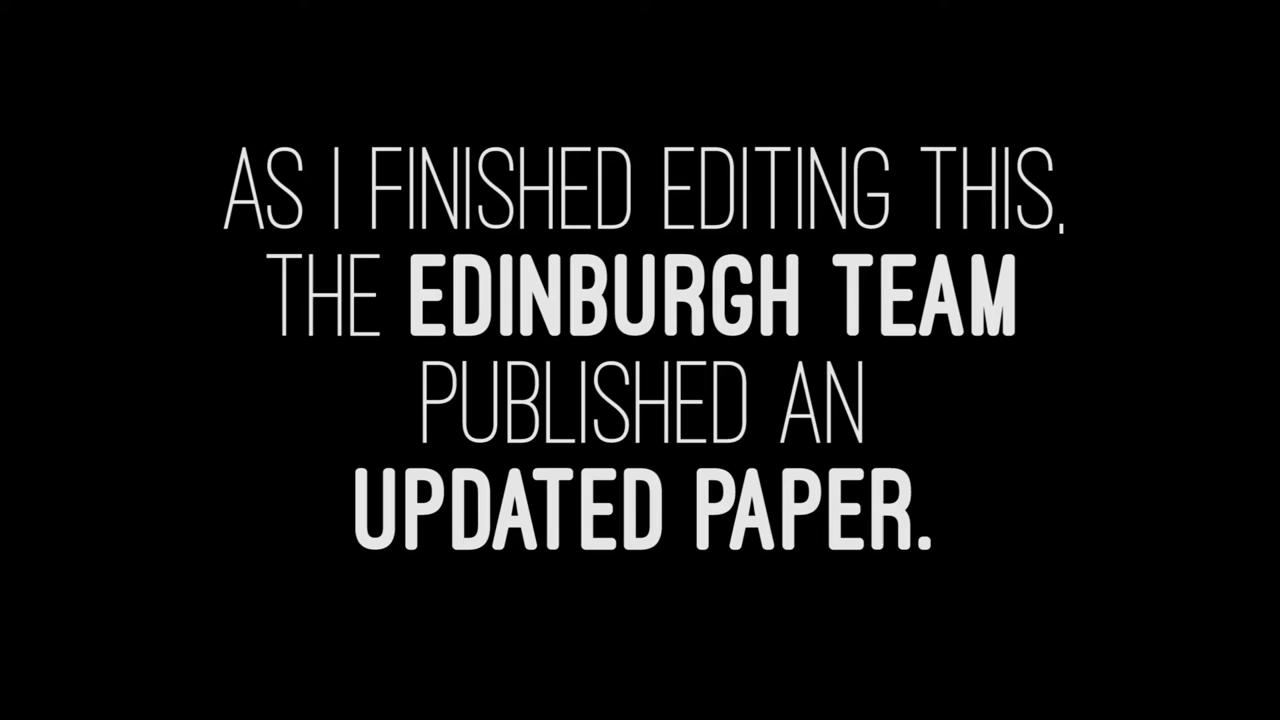 AS I FINISHED EDITING THIS,
THE EDINBURGH TEAM
PUBLISHED AN
UPDATED PAPER.